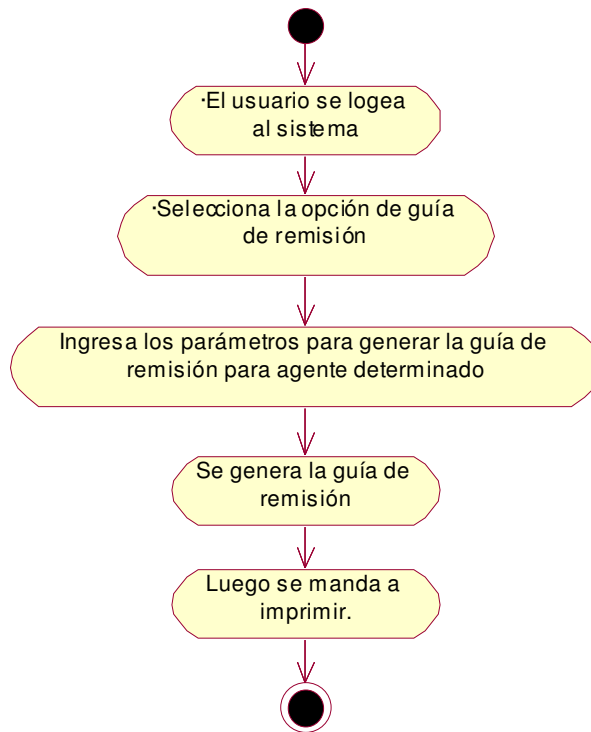 ·El usuario se logea
al sistema
·Selecciona la opción de guía
de remisión
Ingresa los parámetros para generar la guía de
remisión para agente determinado
Se genera la guía de
remisión
Luego se manda a
imprimir.